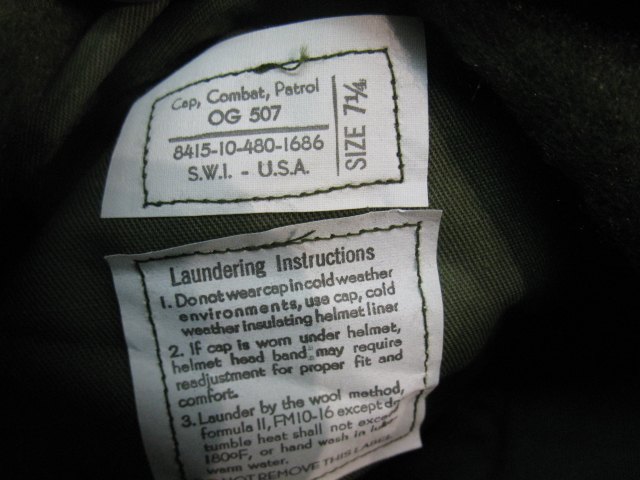 Cap, Combat, Patrol
OG 507
8415-10-480-1686
S.W.I. - U.S.A.
SIZE 7¼
Laundering Instructions
1. Do not wear cap in cold weather
environments, use cap, cold
weather insulating helmet liner
2. If cap is worn under helmet,
helmet head band may require
readjustment for proper fit and
comfort.
3. Launder by the wool method,
formula II, FM10-16 except
tumble heat shall not
180°F, or hand wash in
warm water.
NOT REMOVE THIS LABEL